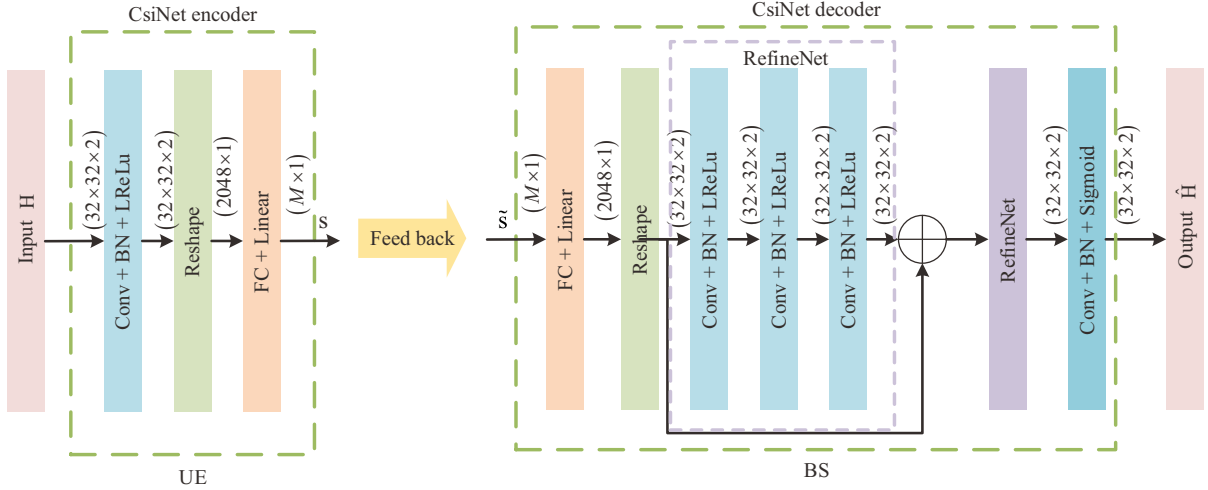 CsiNet encoder
Input H
(32×32×2)
Conv + BN + LReLu
(32×32×2)
Reshape
(2048×1)
FC + Linear
(M×1)
s
UE
Feed back
CsiNet decoder
s̃
(M×1)
FC + Linear
(2048×1)
Reshape
RefineNet
(32×32×2)
Conv + BN + LReLu
(32×32×2)
Conv + BN + LReLu
(32×32×2)
Conv + BN + LReLu
(32×32×2)
RefineNet
(32×32×2)
Conv + BN + Sigmoid
(32×32×2)
Output Ĥ
BS